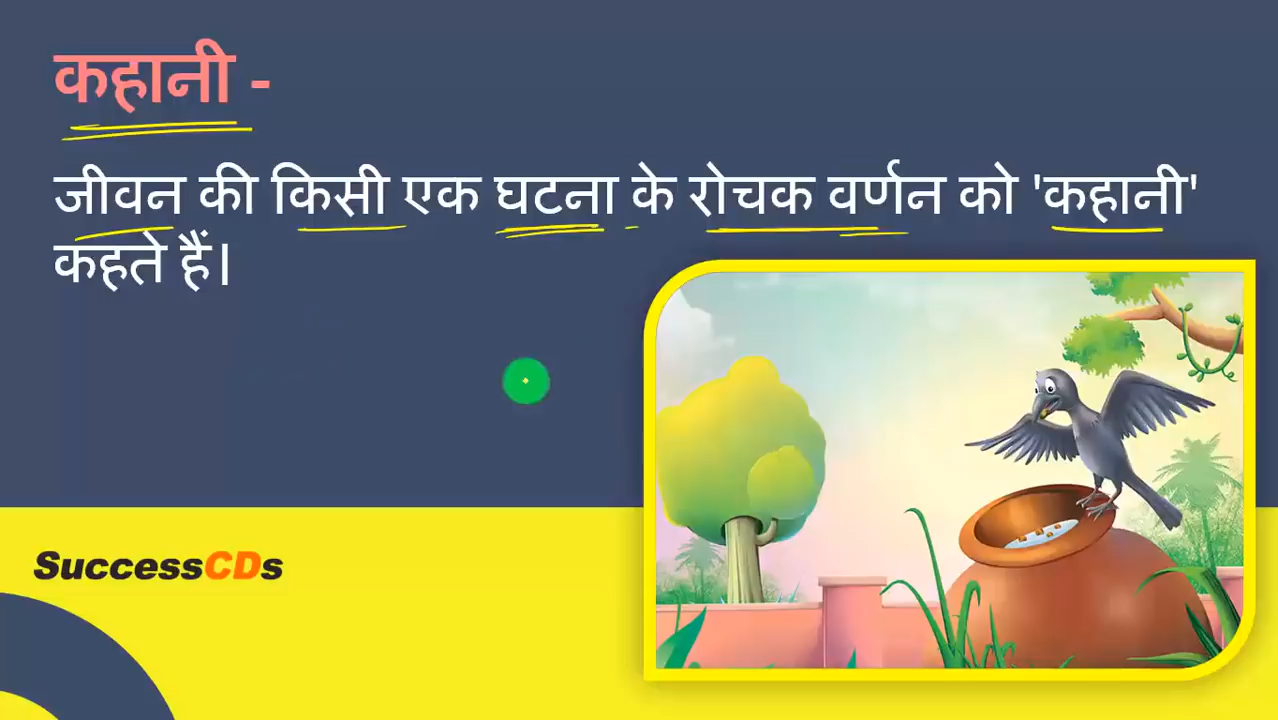 कहानी -
जीवन की किसी एक घटना के रोचक वर्णन को 'कहानी'
कहते हैं।
SuccessCDs